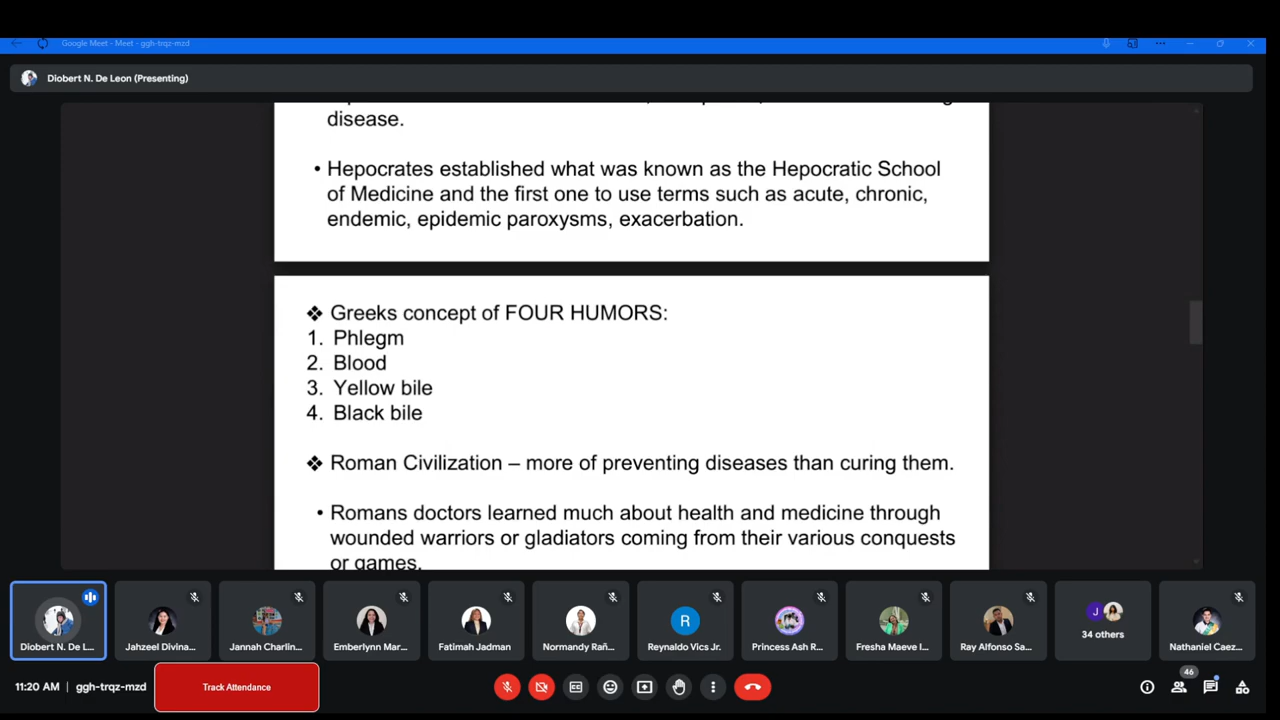 Google Meet - Meet - ggh-trqz-mzd
Diobert N. De Leon (Presenting)
disease.
• Hepocrates established what was known as the Hepocratic School
of Medicine and the first one to use terms such as acute, chronic,
endemic, epidemic paroxysms, exacerbation.
❖ Greeks concept of FOUR HUMORS:
1. Phlegm
2. Blood
3. Yellow bile
4. Black bile
❖ Roman Civilization – more of preventing diseases than curing them.
• Romans doctors learned much about health and medicine through
wounded warriors or gladiators coming from their various conquests
or games.
R
J
Diobert N. De L...
Jahzeel Divina...
Jannah Charlin...
Emberlynn Mar...
Fatimah Jadman
Normandy Rañ...
Reynaldo Vics Jr.
Princess Ash R...
Fresha Maeve I...
Ray Alfonso Sa...
34 others
Nathaniel Caez...
46
11:20 AM | ggh-trqz-mzd
Track Attendance